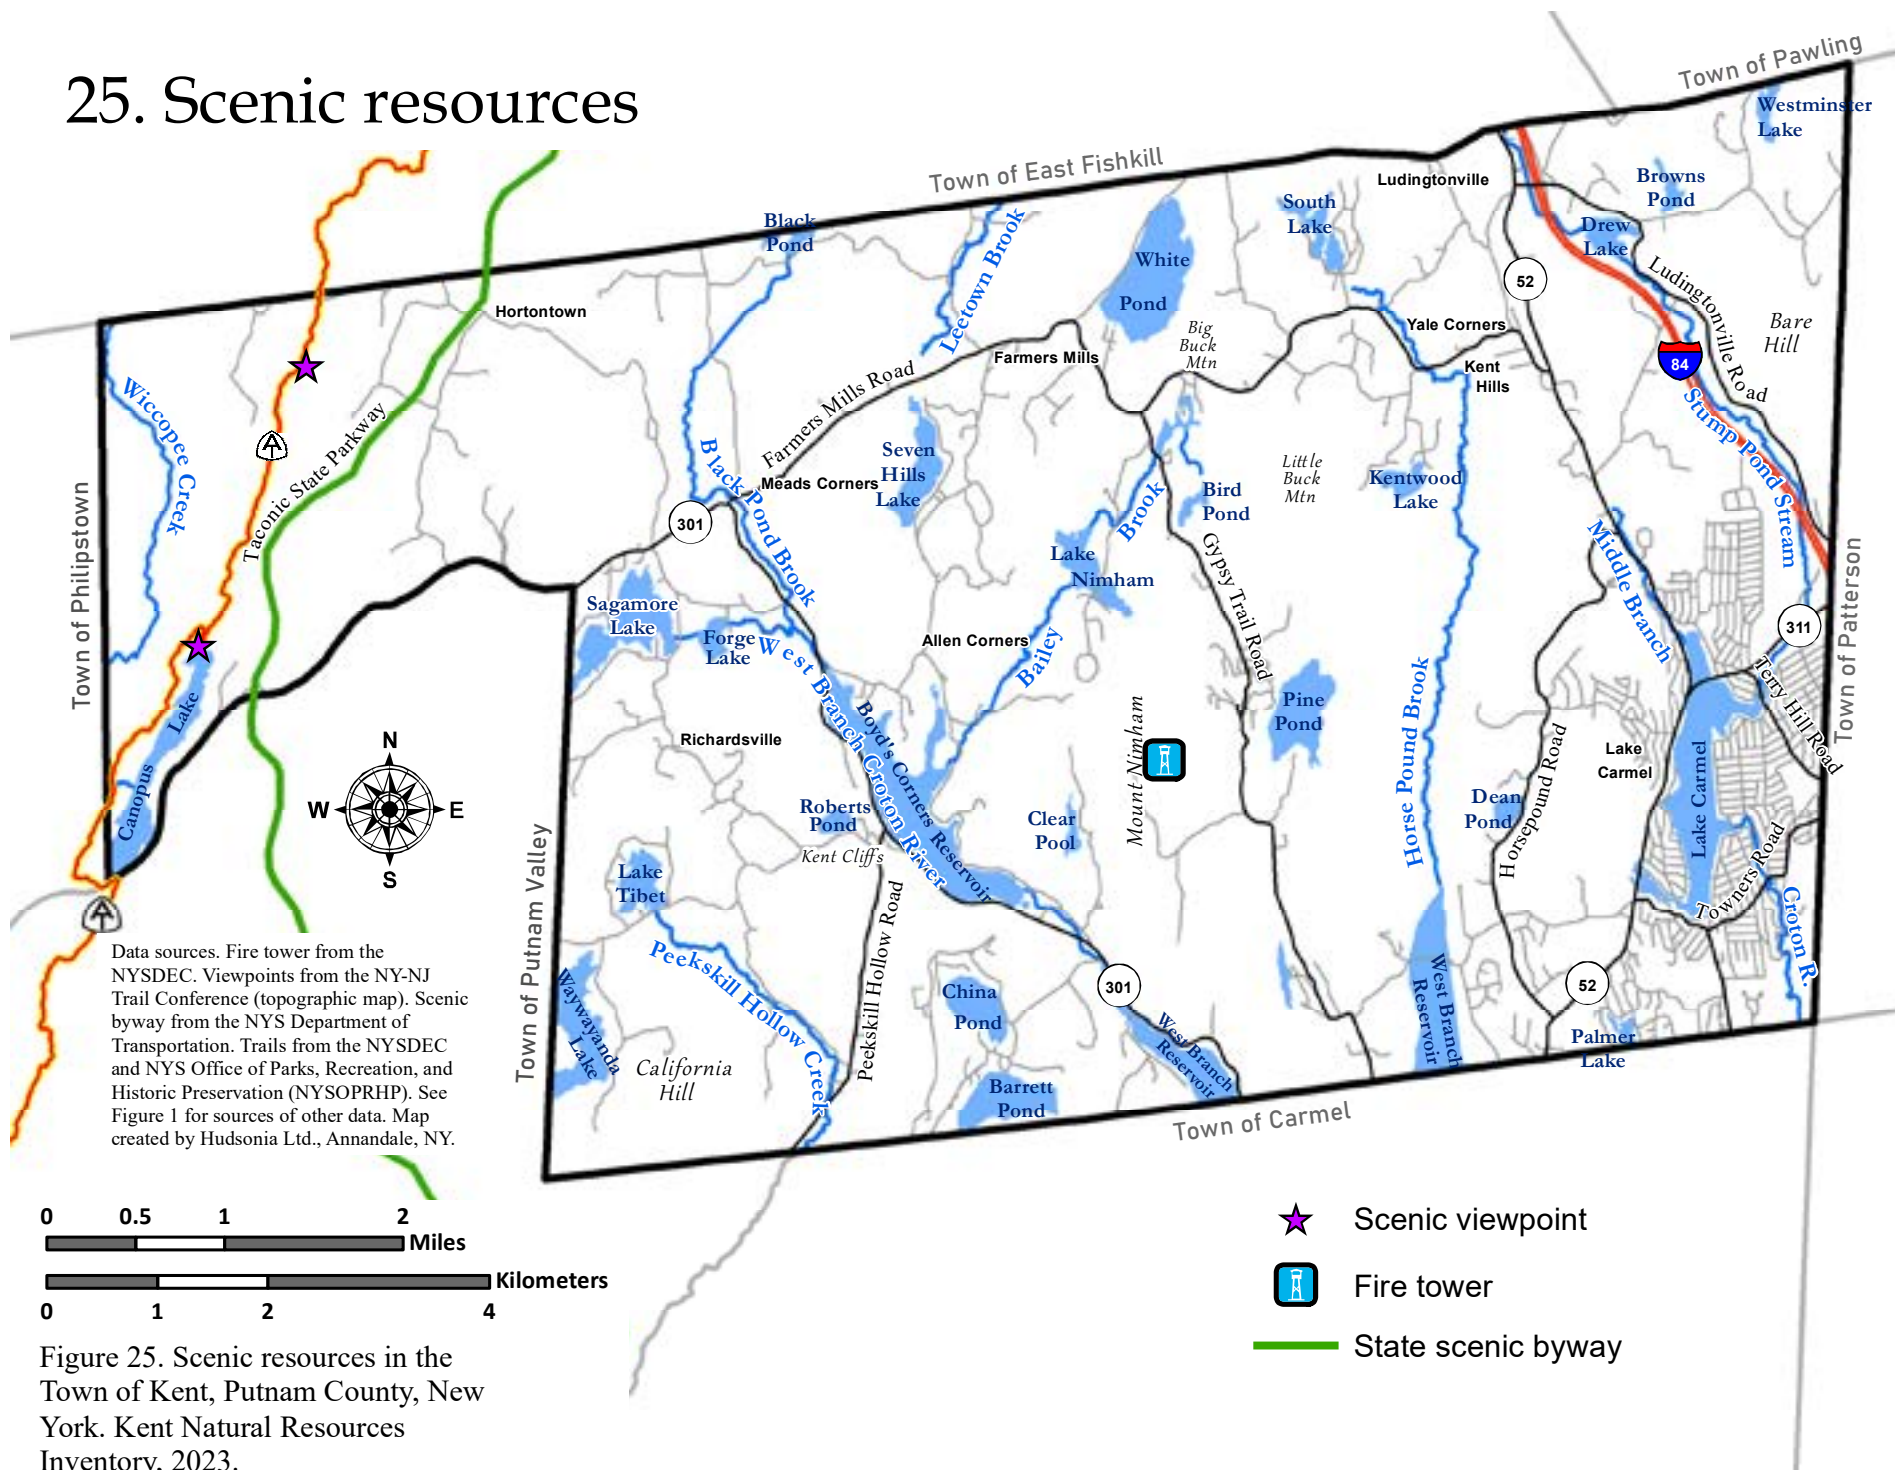 25. Scenic resources
Town of Pawling
Westminster
Lake
Town of East Fishkill
Ludingtonville
Browns
Pond
South
Lake
Black
Pond
Drew
Lake
Leetown Brook
White
Pond
52
Ludingtonville Road
Hortontown
Big
Buck
Mtn
Yale Corners
Bare
Hill
Farmers Mills
Kent
Hills
84
Wiccopee Creek
Farmers Mills Road
Stump Pond Stream
Taconic State Parkway
Black Pond Brook
Seven
Hills
Lake
Meads Corners
Little
Buck
Mtn
Kentwood
Lake
Bird
Pond
301
Brook
Gypsy Trail Road
Middle Branch
Lake
Nimham
Town of Philipstown
Town of Patterson
Sagamore
Lake
Forge
Lake
West Branch Croton River
Allen Corners
Bailey
311
Terry Hill Road
Horse Pound Brook
Pine
Pond
Canopus Lake
Boyd's Corners Reservoir
Richardsville
Mount Nimham
Horsepound Road
Lake
Carmel
Lake Carmel
N
W
E
S
Roberts
Pond
Clear
Pool
Dean
Pond
Kent Cliffs
Lake
Tibet
Town of Putnam Valley
Peekskill Hollow Road
Towners Road
Croton R.
Peekskill Hollow Creek
Waywayanda
Lake
China
Pond
301
West Branch
Reservoir
West Branch
Reservoir
52
Palmer
Lake
California
Hill
Barrett
Pond
Town of Carmel
Data sources. Fire tower from the
NYSDEC. Viewpoints from the NY-NJ
Trail Conference (topographic map). Scenic
byway from the NYS Department of
Transportation. Trails from the NYSDEC
and NYS Office of Parks, Recreation, and
Historic Preservation (NYSOPRHP). See
Figure 1 for sources of other data. Map
created by Hudsonia Ltd., Annandale, NY.
0 0.5 1 2
Miles
Kilometers
0 1 2 4
Scenic viewpoint
Fire tower
State scenic byway
Figure 25. Scenic resources in the
Town of Kent, Putnam County, New
York. Kent Natural Resources
Inventory, 2023.